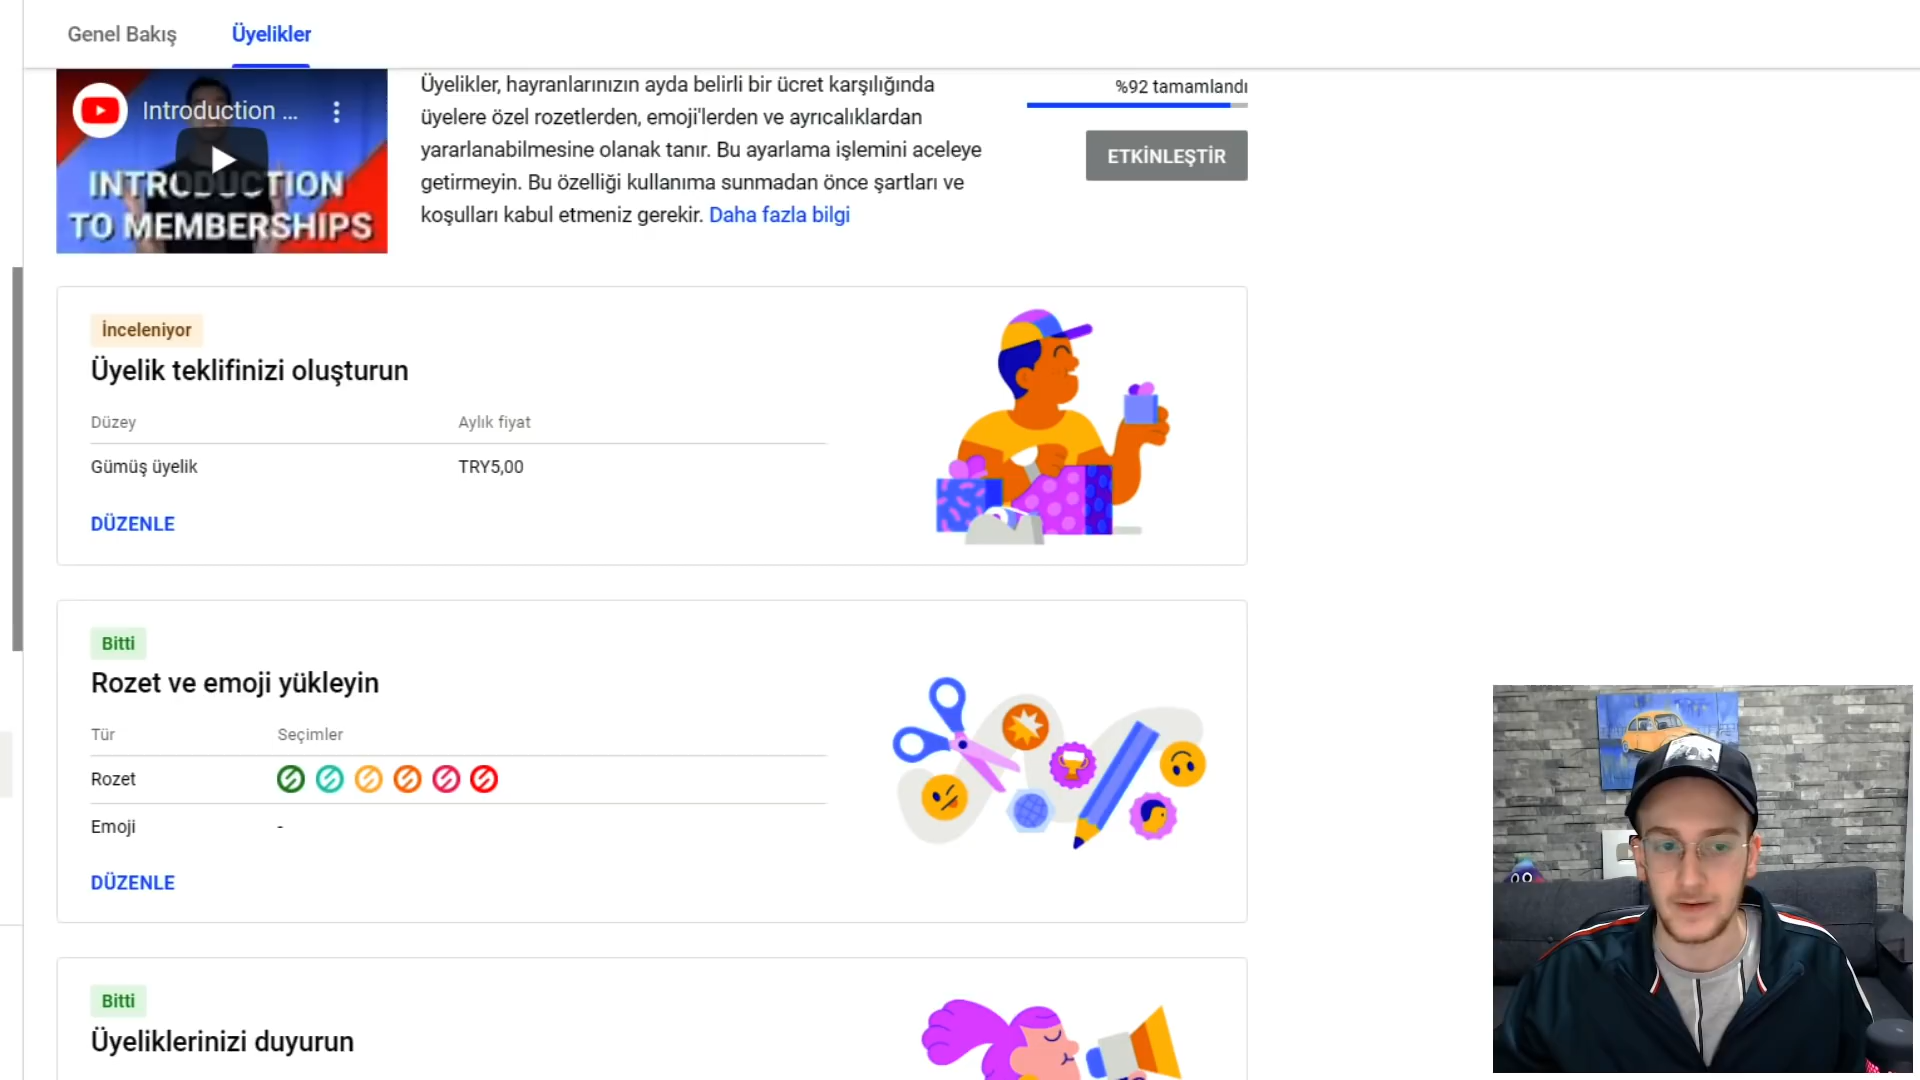 Genel Bakış
Üyelikler
Introduction ...
INTRODUCTION
TO MEMBERSHIPS
Üyelikler, hayranlarınızın ayda belirli bir ücret karşılığında
üyelere özel rozetlerden, emoji'lerden ve ayrıcalıklardan
yararlanabilmesine olanak tanır. Bu ayarlama işlemini aceleye
getirmeyin. Bu özelliği kullanıma sunmadan önce şartları ve
koşulları kabul etmeniz gerekir. Daha fazla bilgi
%92 tamamlandı
ETKİNLEŞTİR
İnceleniyor
Üyelik teklifinizi oluşturun
Düzey Aylık fiyat
Gümüş üyelik TRY5,00
DÜZENLE
Bitti
Rozet ve emoji yükleyin
Tür Seçimler
Rozet
Emoji -
DÜZENLE
Bitti
Üyeliklerinizi duyurun